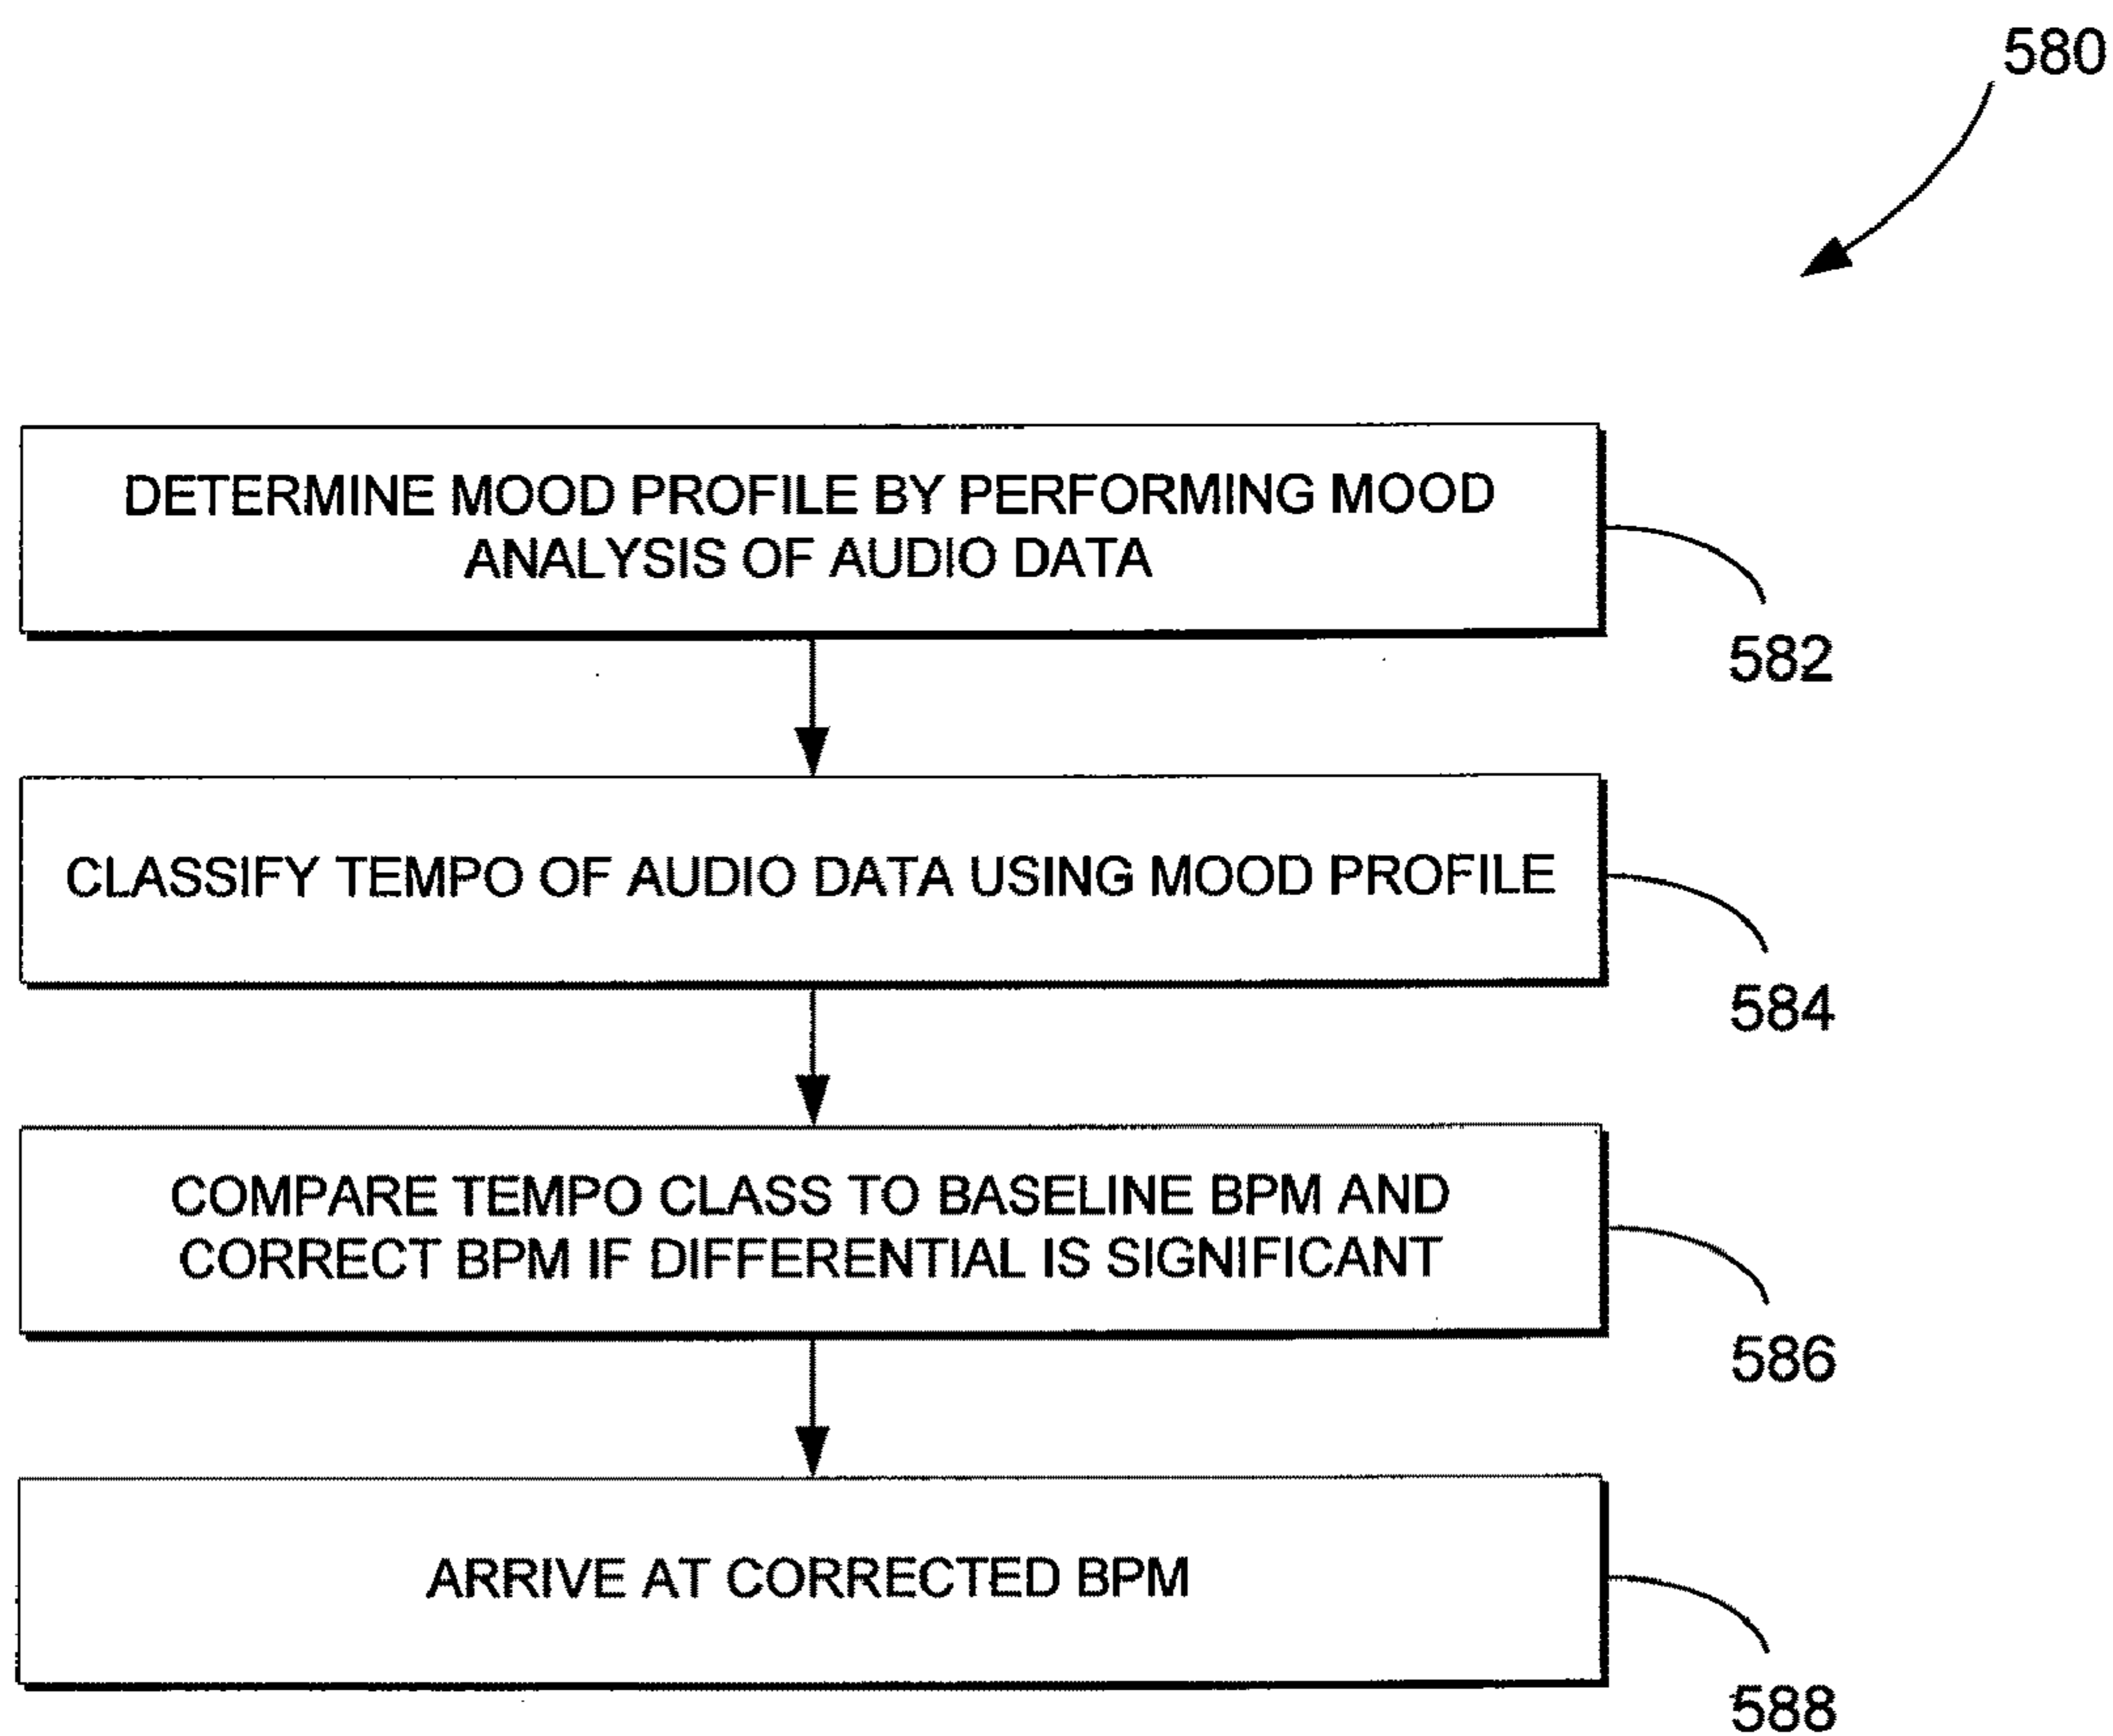 580
DETERMINE MOOD PROFILE BY PERFORMING MOOD
ANALYSIS OF AUDIO DATA
582
CLASSIFY TEMPO OF AUDIO DATA USING MOOD PROFILE
584
COMPARE TEMPO CLASS TO BASELINE BPM AND
CORRECT BPM IF DIFFERENTIAL IS SIGNIFICANT
586
ARRIVE AT CORRECTED BPM
588